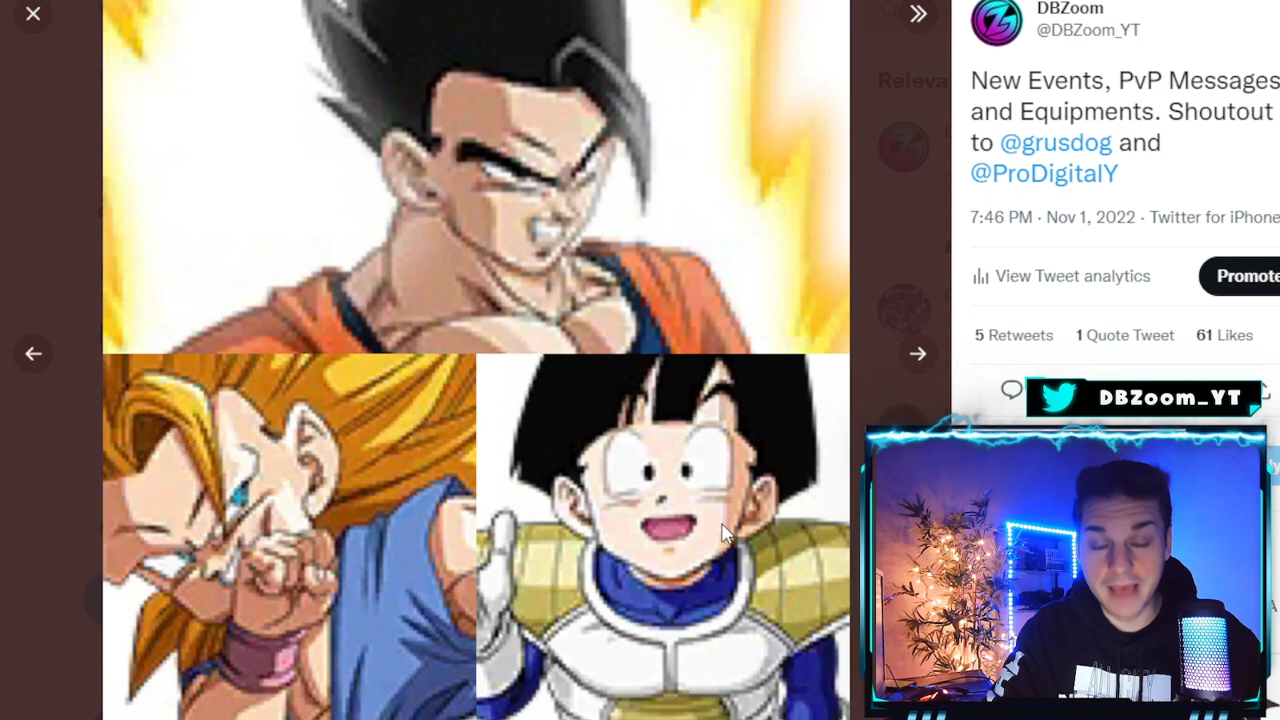 DBZoom
@DBZoom_YT
Releva
New Events, PvP Messages
and Equipments. Shoutout
to @grusdog and
@ProDigitalY
7:46 PM · Nov 1, 2022 · Twitter for iPhone
View Tweet analytics
Promote
5 Retweets 1 Quote Tweet 61 Likes
DBZoom_YT